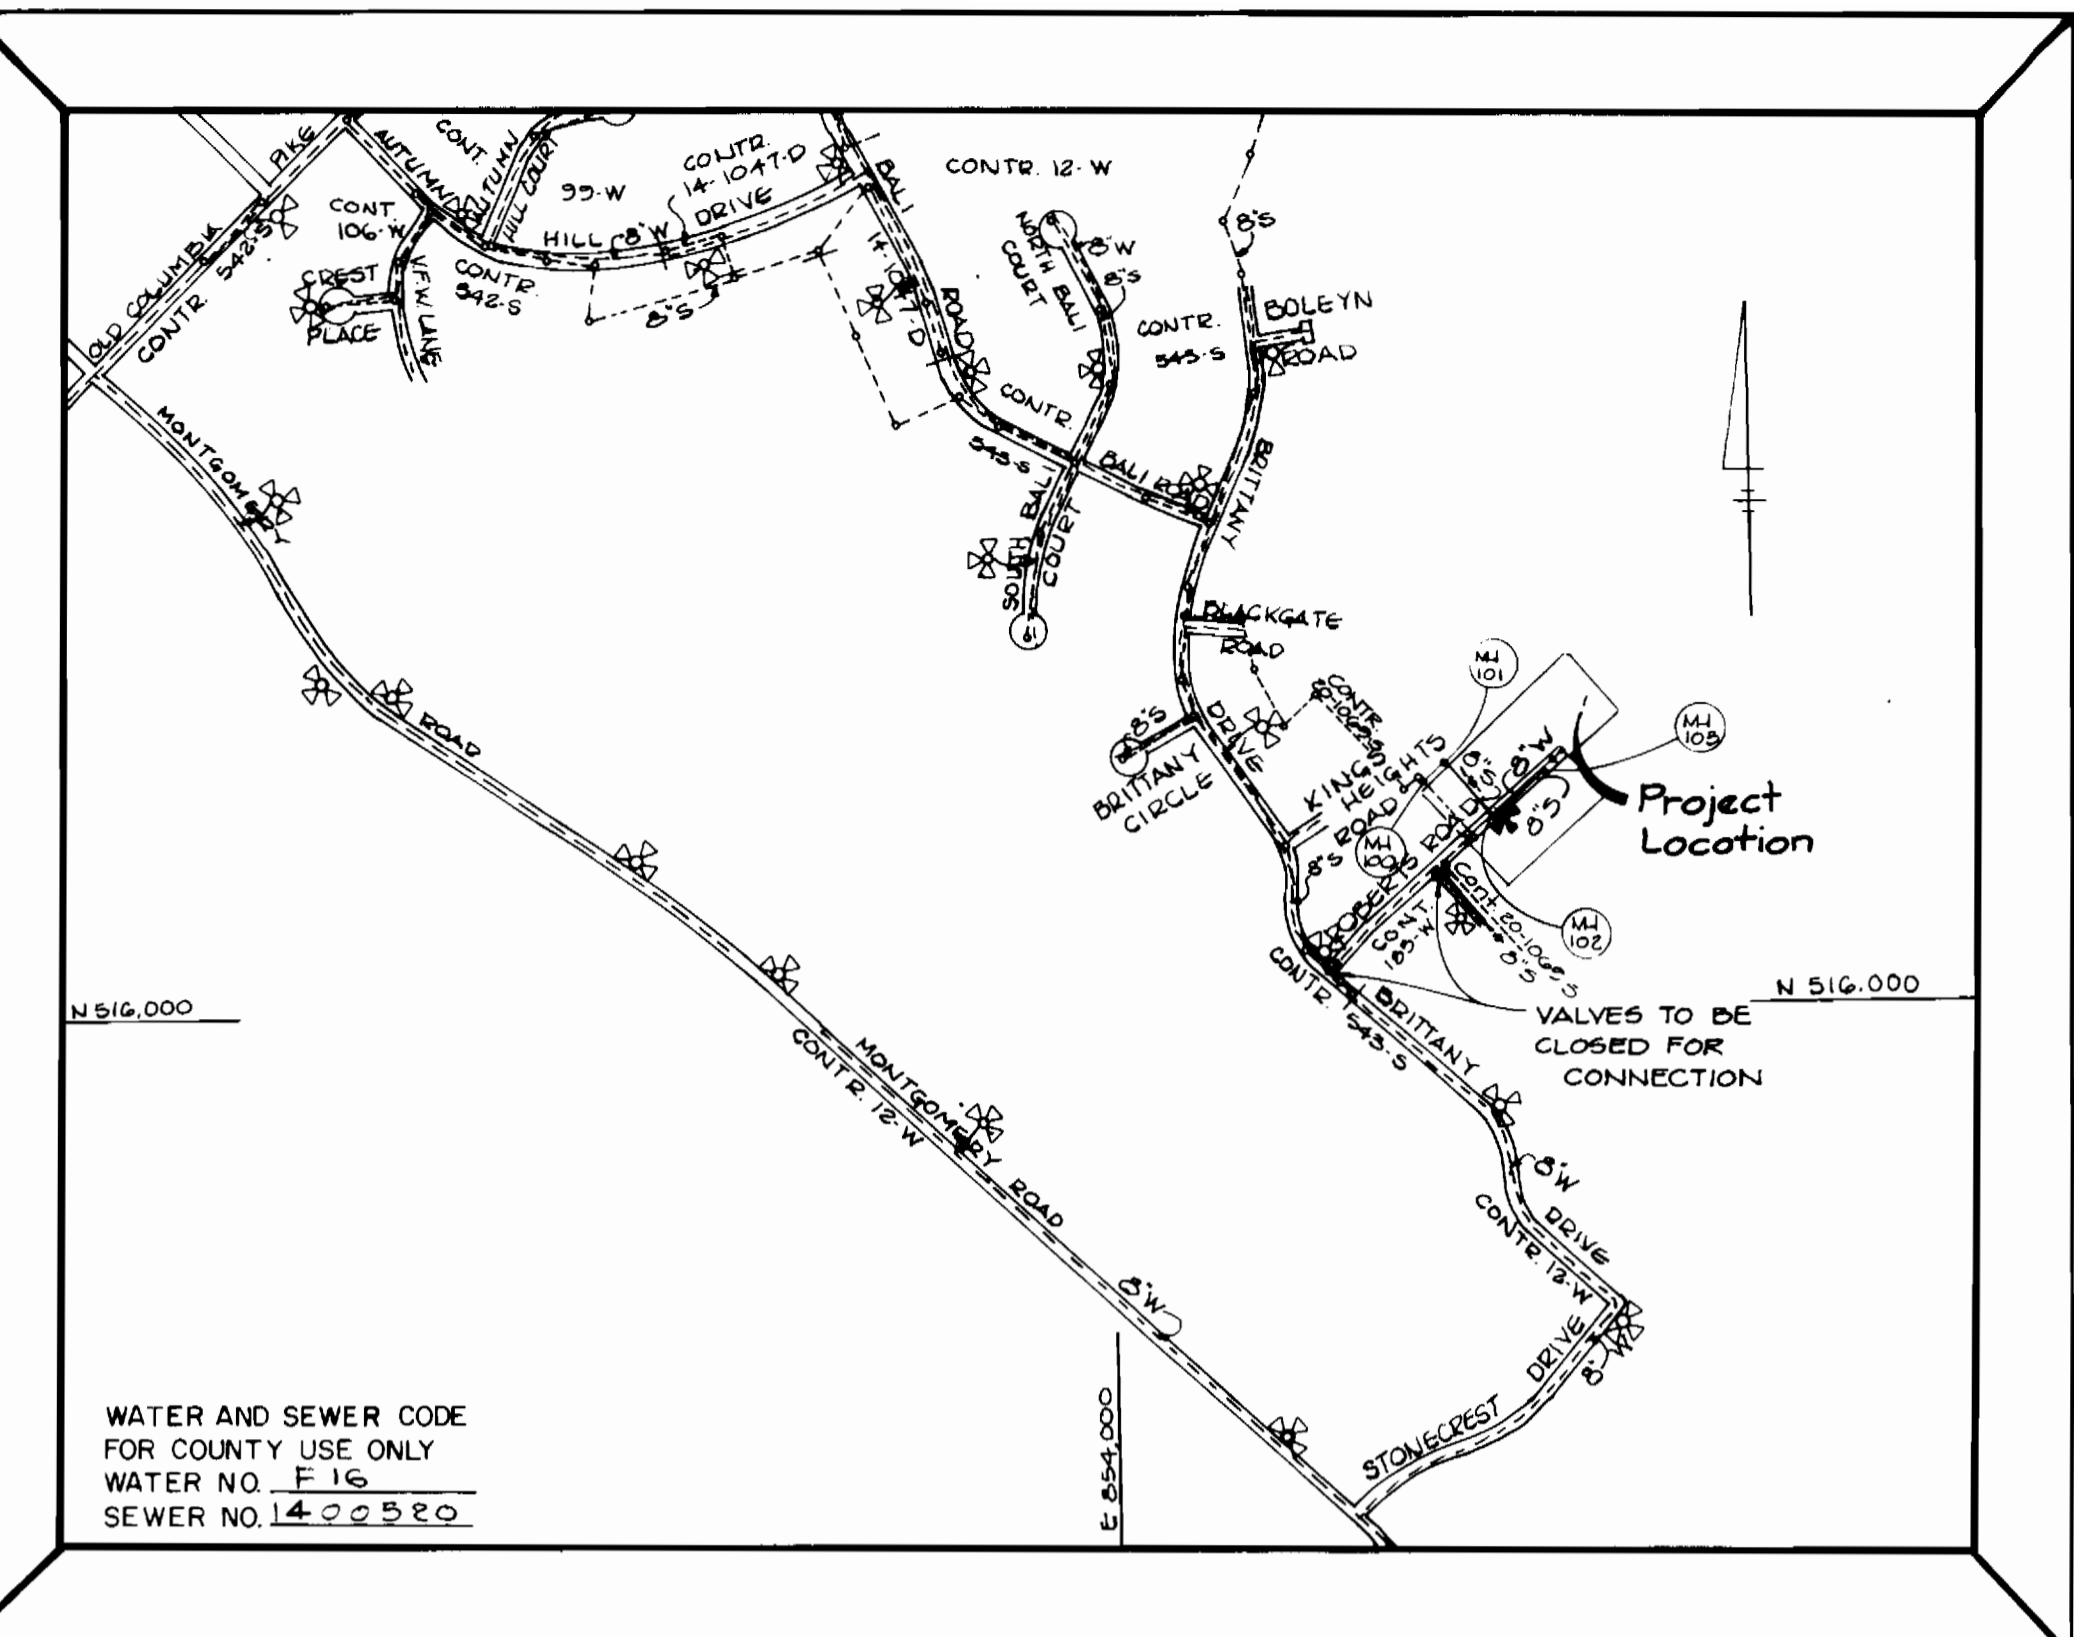 OLD COLUMBIA
PIKE
CONTR. 542-S
AUTUMN
CONT.
AUTUMN
HILL COURT
99-W
CONTR.
14-1047-D
DRIVE
HILL
8"W
CONT.
106-W
CREST
PLACE
V.F.W. LANE
CONTR.
542-S
8"S
BALI
CONTR. 12-W
14-1047-D
ROAD
NORTH BALI
COURT
8"W
8"S
8"S
CONTR.
543-S
BOLEYN
ROAD
CONTR.
543-S
BALI ROAD
BRITTANY
SOUTH BALI
COURT
BLACKGATE
ROAD
MONTGOMERY
ROAD
8"S
BRITTANY
CIRCLE
DRIVE
CONTR.
KINGS
HEIGHTS
ROAD
8"S
MH
101
MH
103
MH
100
MH
102
8"S
8"W
8"S
Project
Location
ROBERTS ROAD
CONT.
183-W
Cont. 20-1069-S
8"S
CONTR. 543-S
BRITTANY
VALVES TO BE
CLOSED FOR
CONNECTION
N 516,000
N 516.000
MONTGOMERY
ROAD
CONTR. 12-W
8"W
8"W
DRIVE
CONTR. 12-W
STONECREST
DRIVE
8"W
E 854,000
WATER AND SEWER CODE
FOR COUNTY USE ONLY
WATER NO. F 16
SEWER NO. 1400520